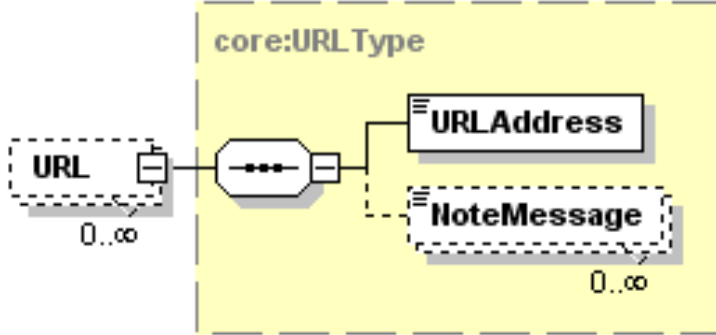 core:URLType
URLAddress
URL
0..∞
NoteMessage
0..∞